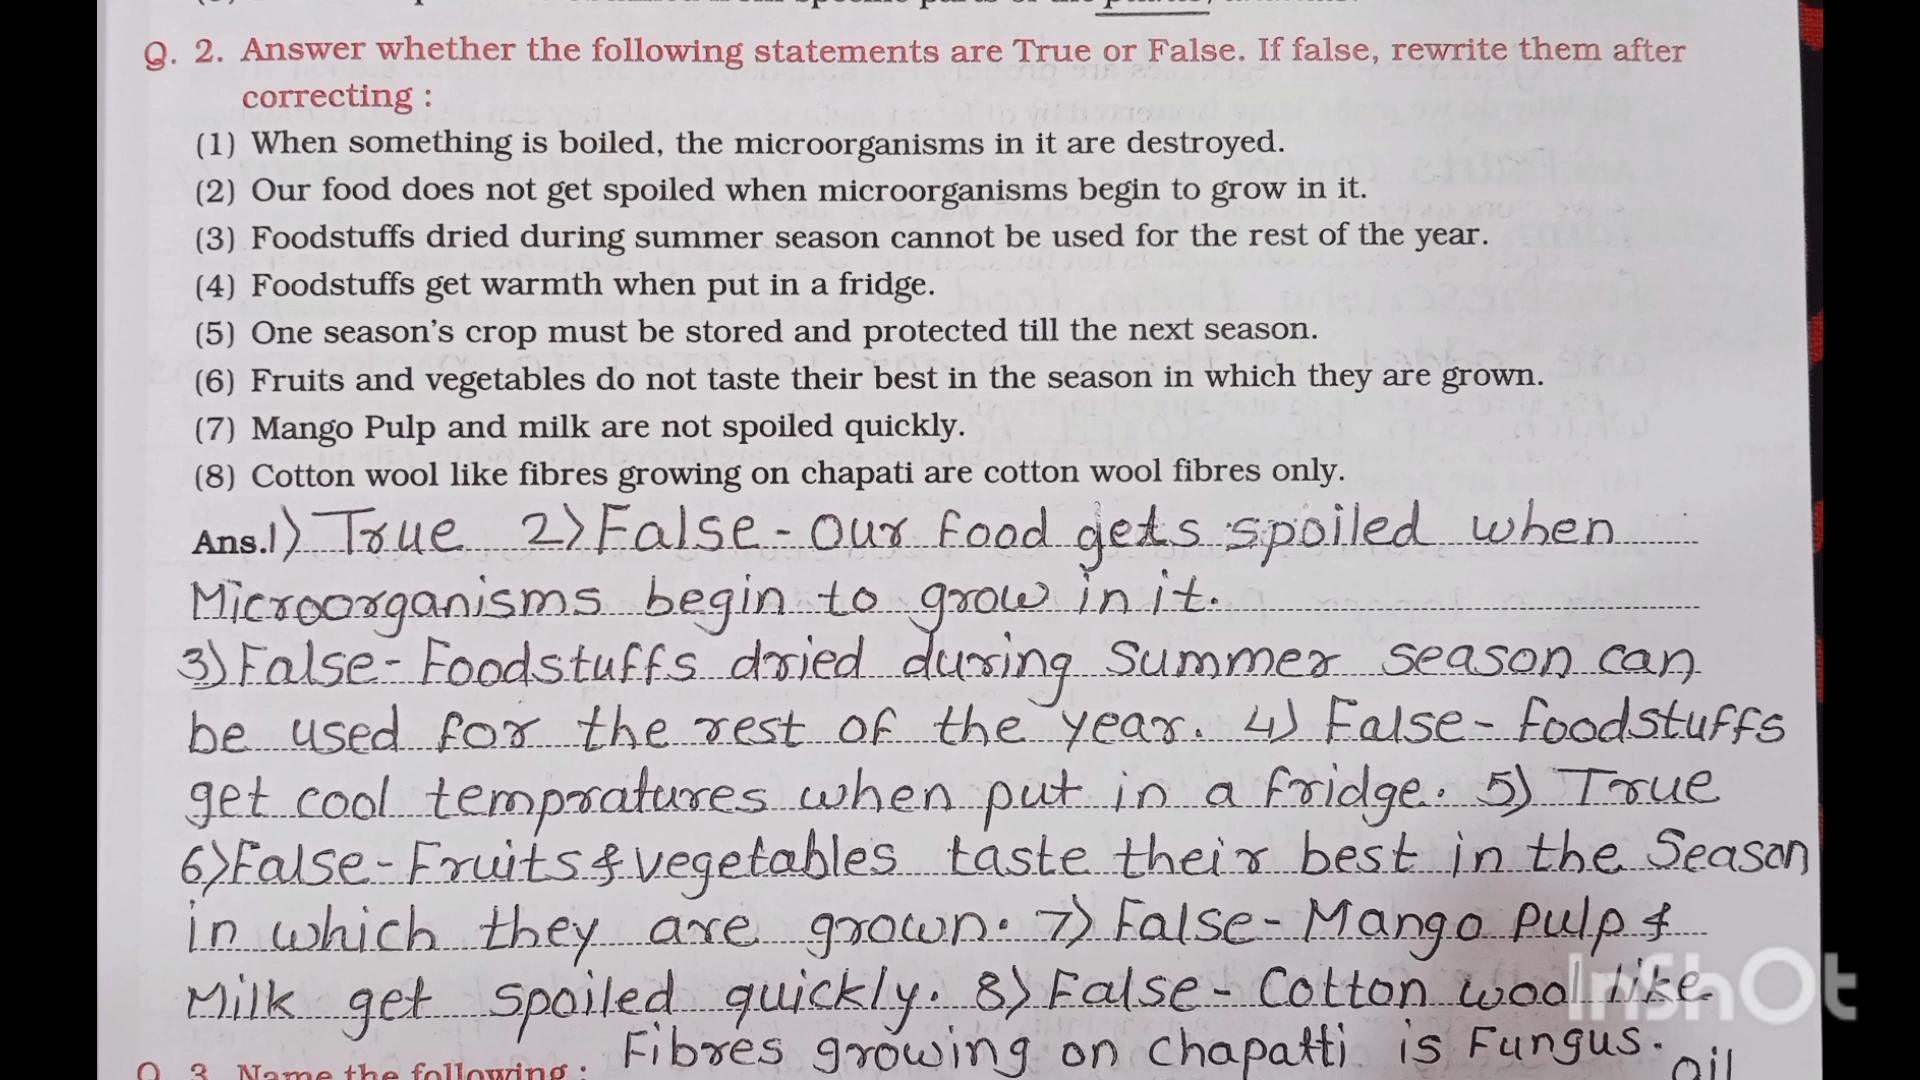 Q. 2. Answer whether the following statements are True or False. If false, rewrite them after
correcting :
(1) When something is boiled, the microorganisms in it are destroyed.
(2) Our food does not get spoiled when microorganisms begin to grow in it.
(3) Foodstuffs dried during summer season cannot be used for the rest of the year.
(4) Foodstuffs get warmth when put in a fridge.
(5) One season's crop must be stored and protected till the next season.
(6) Fruits and vegetables do not taste their best in the season in which they are grown.
(7) Mango Pulp and milk are not spoiled quickly.
(8) Cotton wool like fibres growing on chapati are cotton wool fibres only.
Ans.1) True 2) False - Our food gets spoiled when
Microorganisms begin to grow in it.
3) False - Foodstuffs dried during Summer season can
be used for the rest of the year. 4) False - Foodstuffs
get cool tempratures when put in a fridge. 5) True
6) False - Fruits & vegetables taste their best in the Season
in which they are grown. 7) False - Mango Pulp &
Milk get spoiled quickly. 8) False - Cotton wool like
Fibres growing on chapatti is Fungus.
Q. 3. Name the following :
oil
InShOt